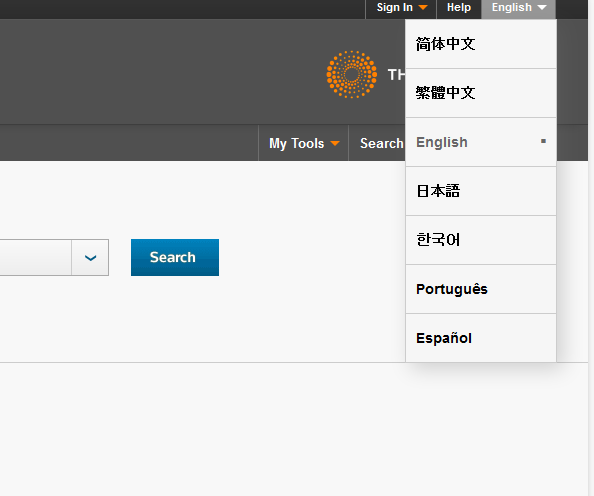 Sign In
Help
English
TH
My Tools
Search
简体中文
繁體中文
English
日本語
한국어
Português
Español
Search